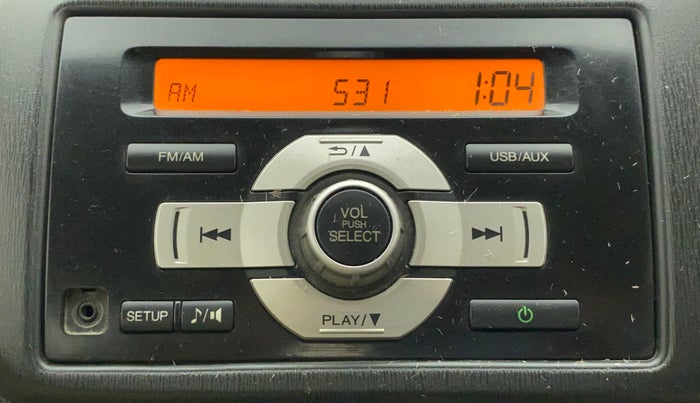 AM 531 1:04
FM/AM
USB/AUX
VOL
PUSH
SELECT
SETUP
PLAY/▼